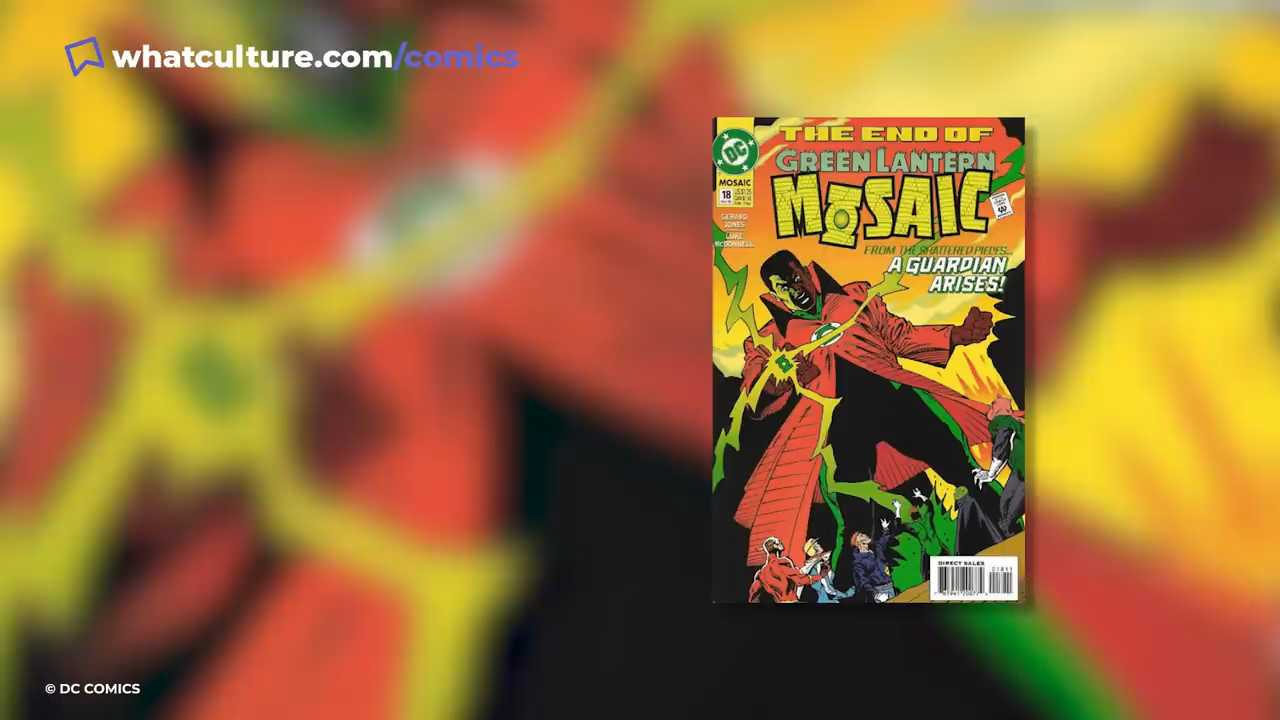 whatculture.com/comics
THE END OF
DC
GREEN LANTERN
MOSAIC
MOSAIC
18
GERARD
JONES
LUKE
McDONNELL
FROM THE SHATTERED PIECES...
A GUARDIAN
ARISES!
DIRECT SALES
01811
© DC COMICS